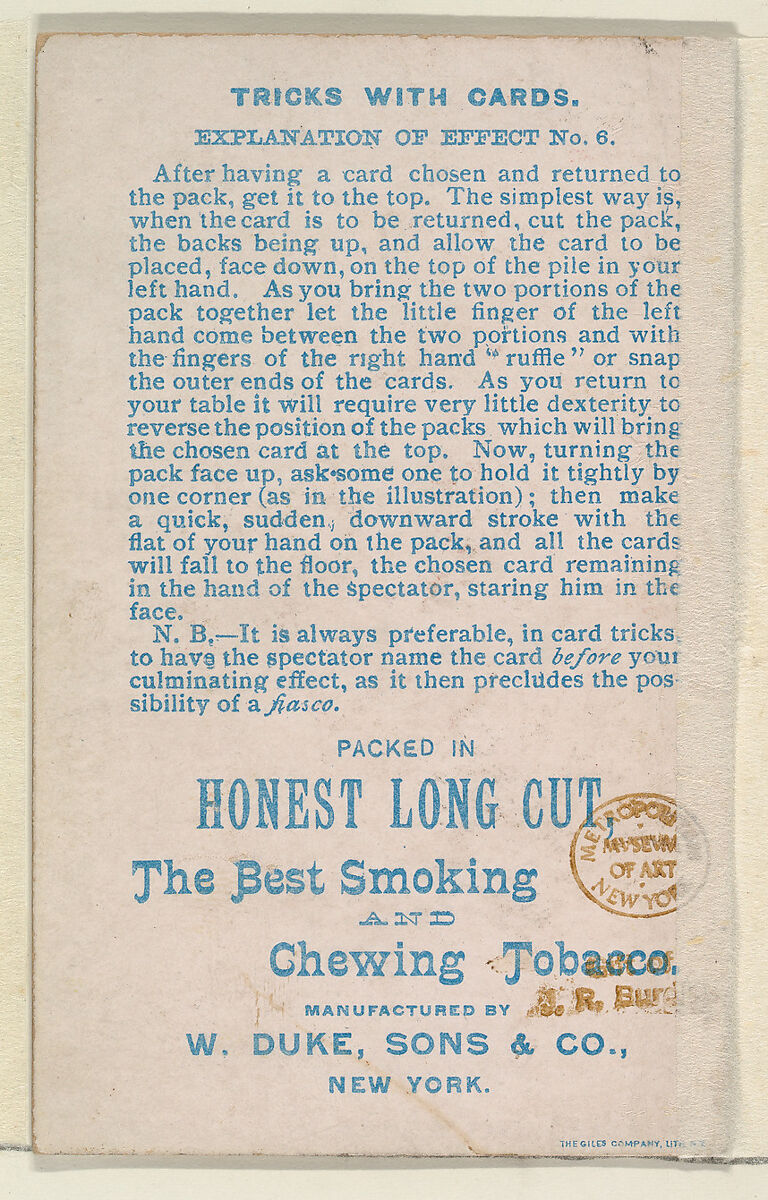 TRICKS WITH CARDS.
EXPLANATION OF EFFECT No. 6.
After having a card chosen and returned to
the pack, get it to the top. The simplest way is,
when the card is to be returned, cut the pack,
the backs being up, and allow the card to be
placed, face down, on the top of the pile in your
left hand. As you bring the two portions of the
pack together let the little finger of the left
hand come between the two portions and with
the fingers of the right hand "ruffle" or snap
the outer ends of the cards. As you return to
your table it will require very little dexterity to
reverse the position of the packs which will bring
the chosen card at the top. Now, turning the
pack face up, ask some one to hold it tightly by
one corner (as in the illustration); then make
a quick, sudden, downward stroke with the
flat of your hand on the pack, and all the cards
will fall to the floor, the chosen card remaining
in the hand of the spectator, staring him in the
face.
N. B.—It is always preferable, in card tricks,
to have the spectator name the card before your
culminating effect, as it then precludes the pos-
sibility of a fiasco.
PACKED IN
HONEST LONG CUT,
METROPOLITAN
MVSEVM
OF ART
NEW YORK
The Best Smoking
AND
Chewing Tobacco.
J. R. Burd
MANUFACTURED BY
W. DUKE, SONS & CO.,
NEW YORK.
THE GILES COMPANY, LITH. N.Y.